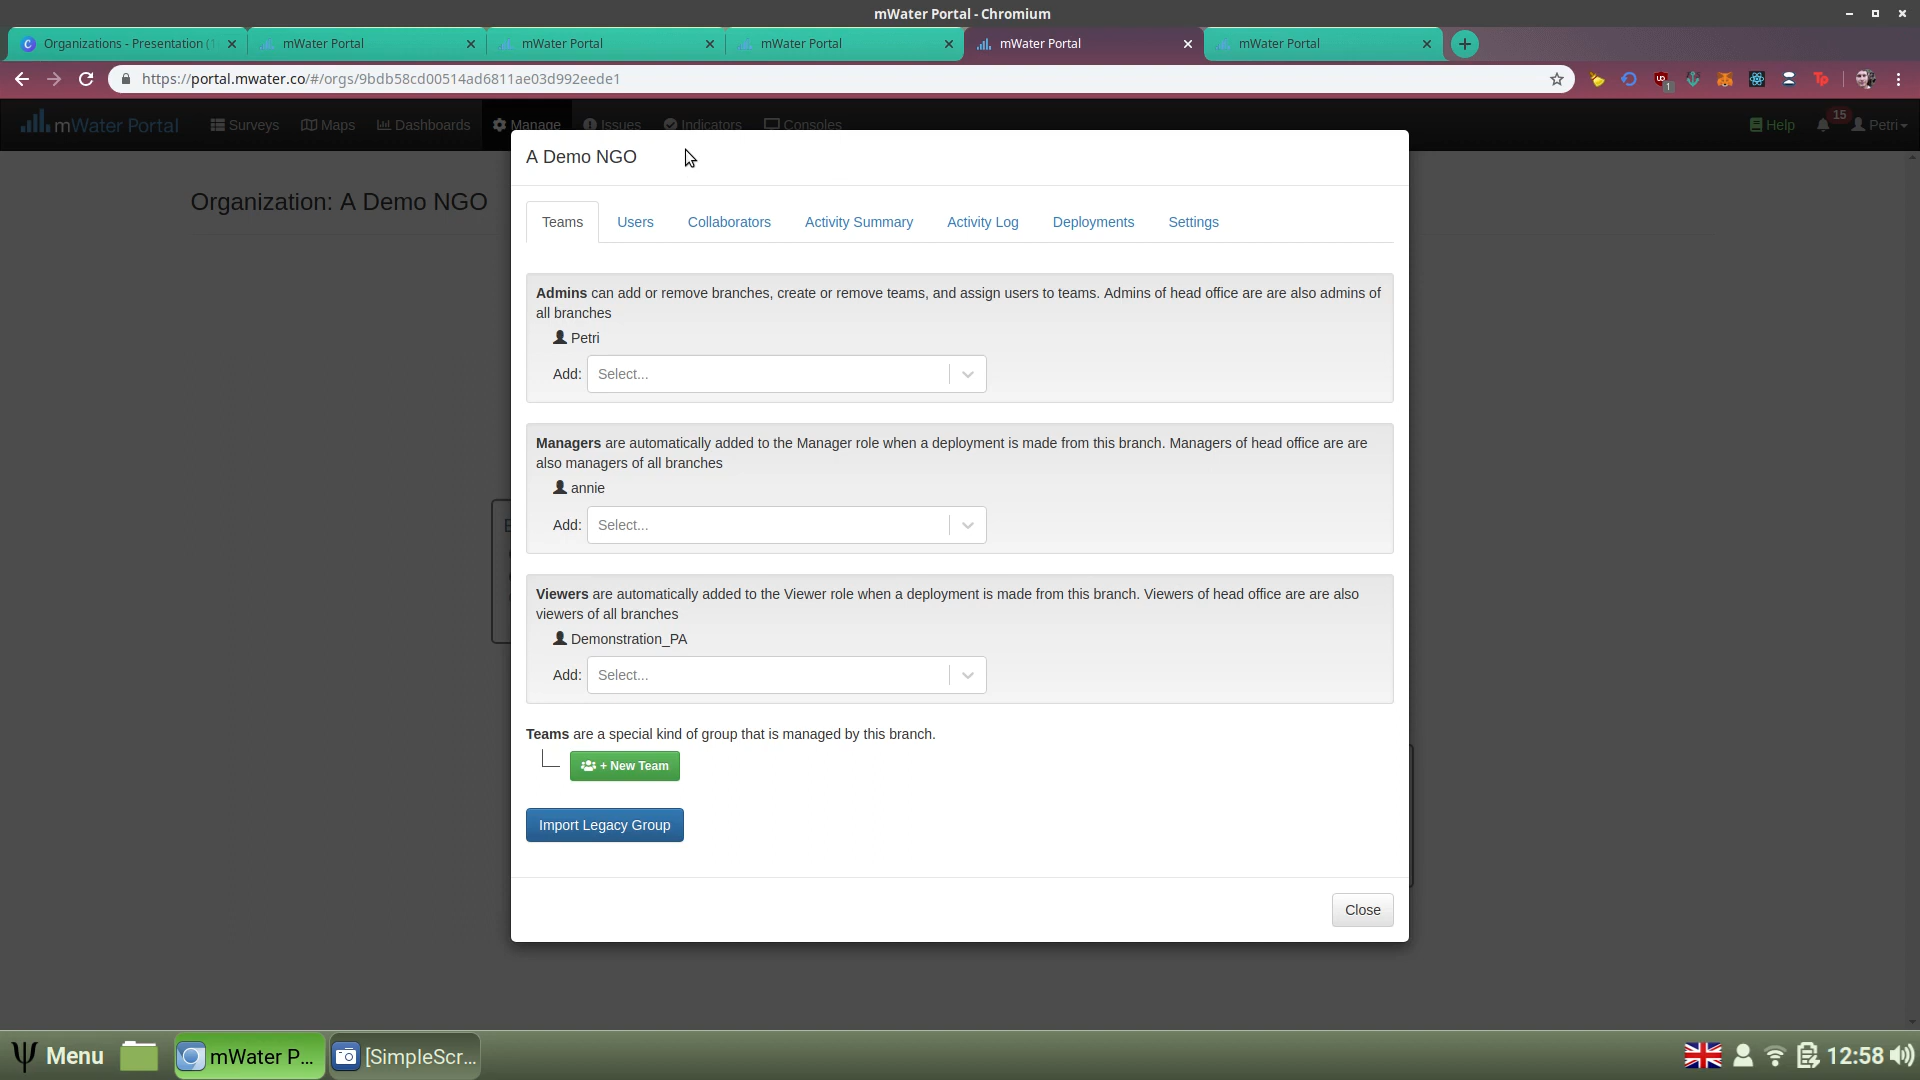 mWater Portal - Chromium
Organizations - Presentation (1
mWater Portal
mWater Portal
mWater Portal
mWater Portal
mWater Portal
https://portal.mwater.co/#/orgs/9bdb58cd00514ad6811ae03d992eede1
mWater Portal
Surveys
Maps
Dashboards
Manage
Issues
Indicators
Consoles
Help
15
Petri
Organization: A Demo NGO
A Demo NGO
Teams
Users
Collaborators
Activity Summary
Activity Log
Deployments
Settings
Admins can add or remove branches, create or remove teams, and assign users to teams. Admins of head office are are also admins of
all branches
Petri
Add: Select...
Managers are automatically added to the Manager role when a deployment is made from this branch. Managers of head office are are
also managers of all branches
annie
Add: Select...
Viewers are automatically added to the Viewer role when a deployment is made from this branch. Viewers of head office are are also
viewers of all branches
Demonstration_PA
Add: Select...
Teams are a special kind of group that is managed by this branch.
+ New Team
Import Legacy Group
Close
Menu
mWater P...
[SimpleScr...
12:58